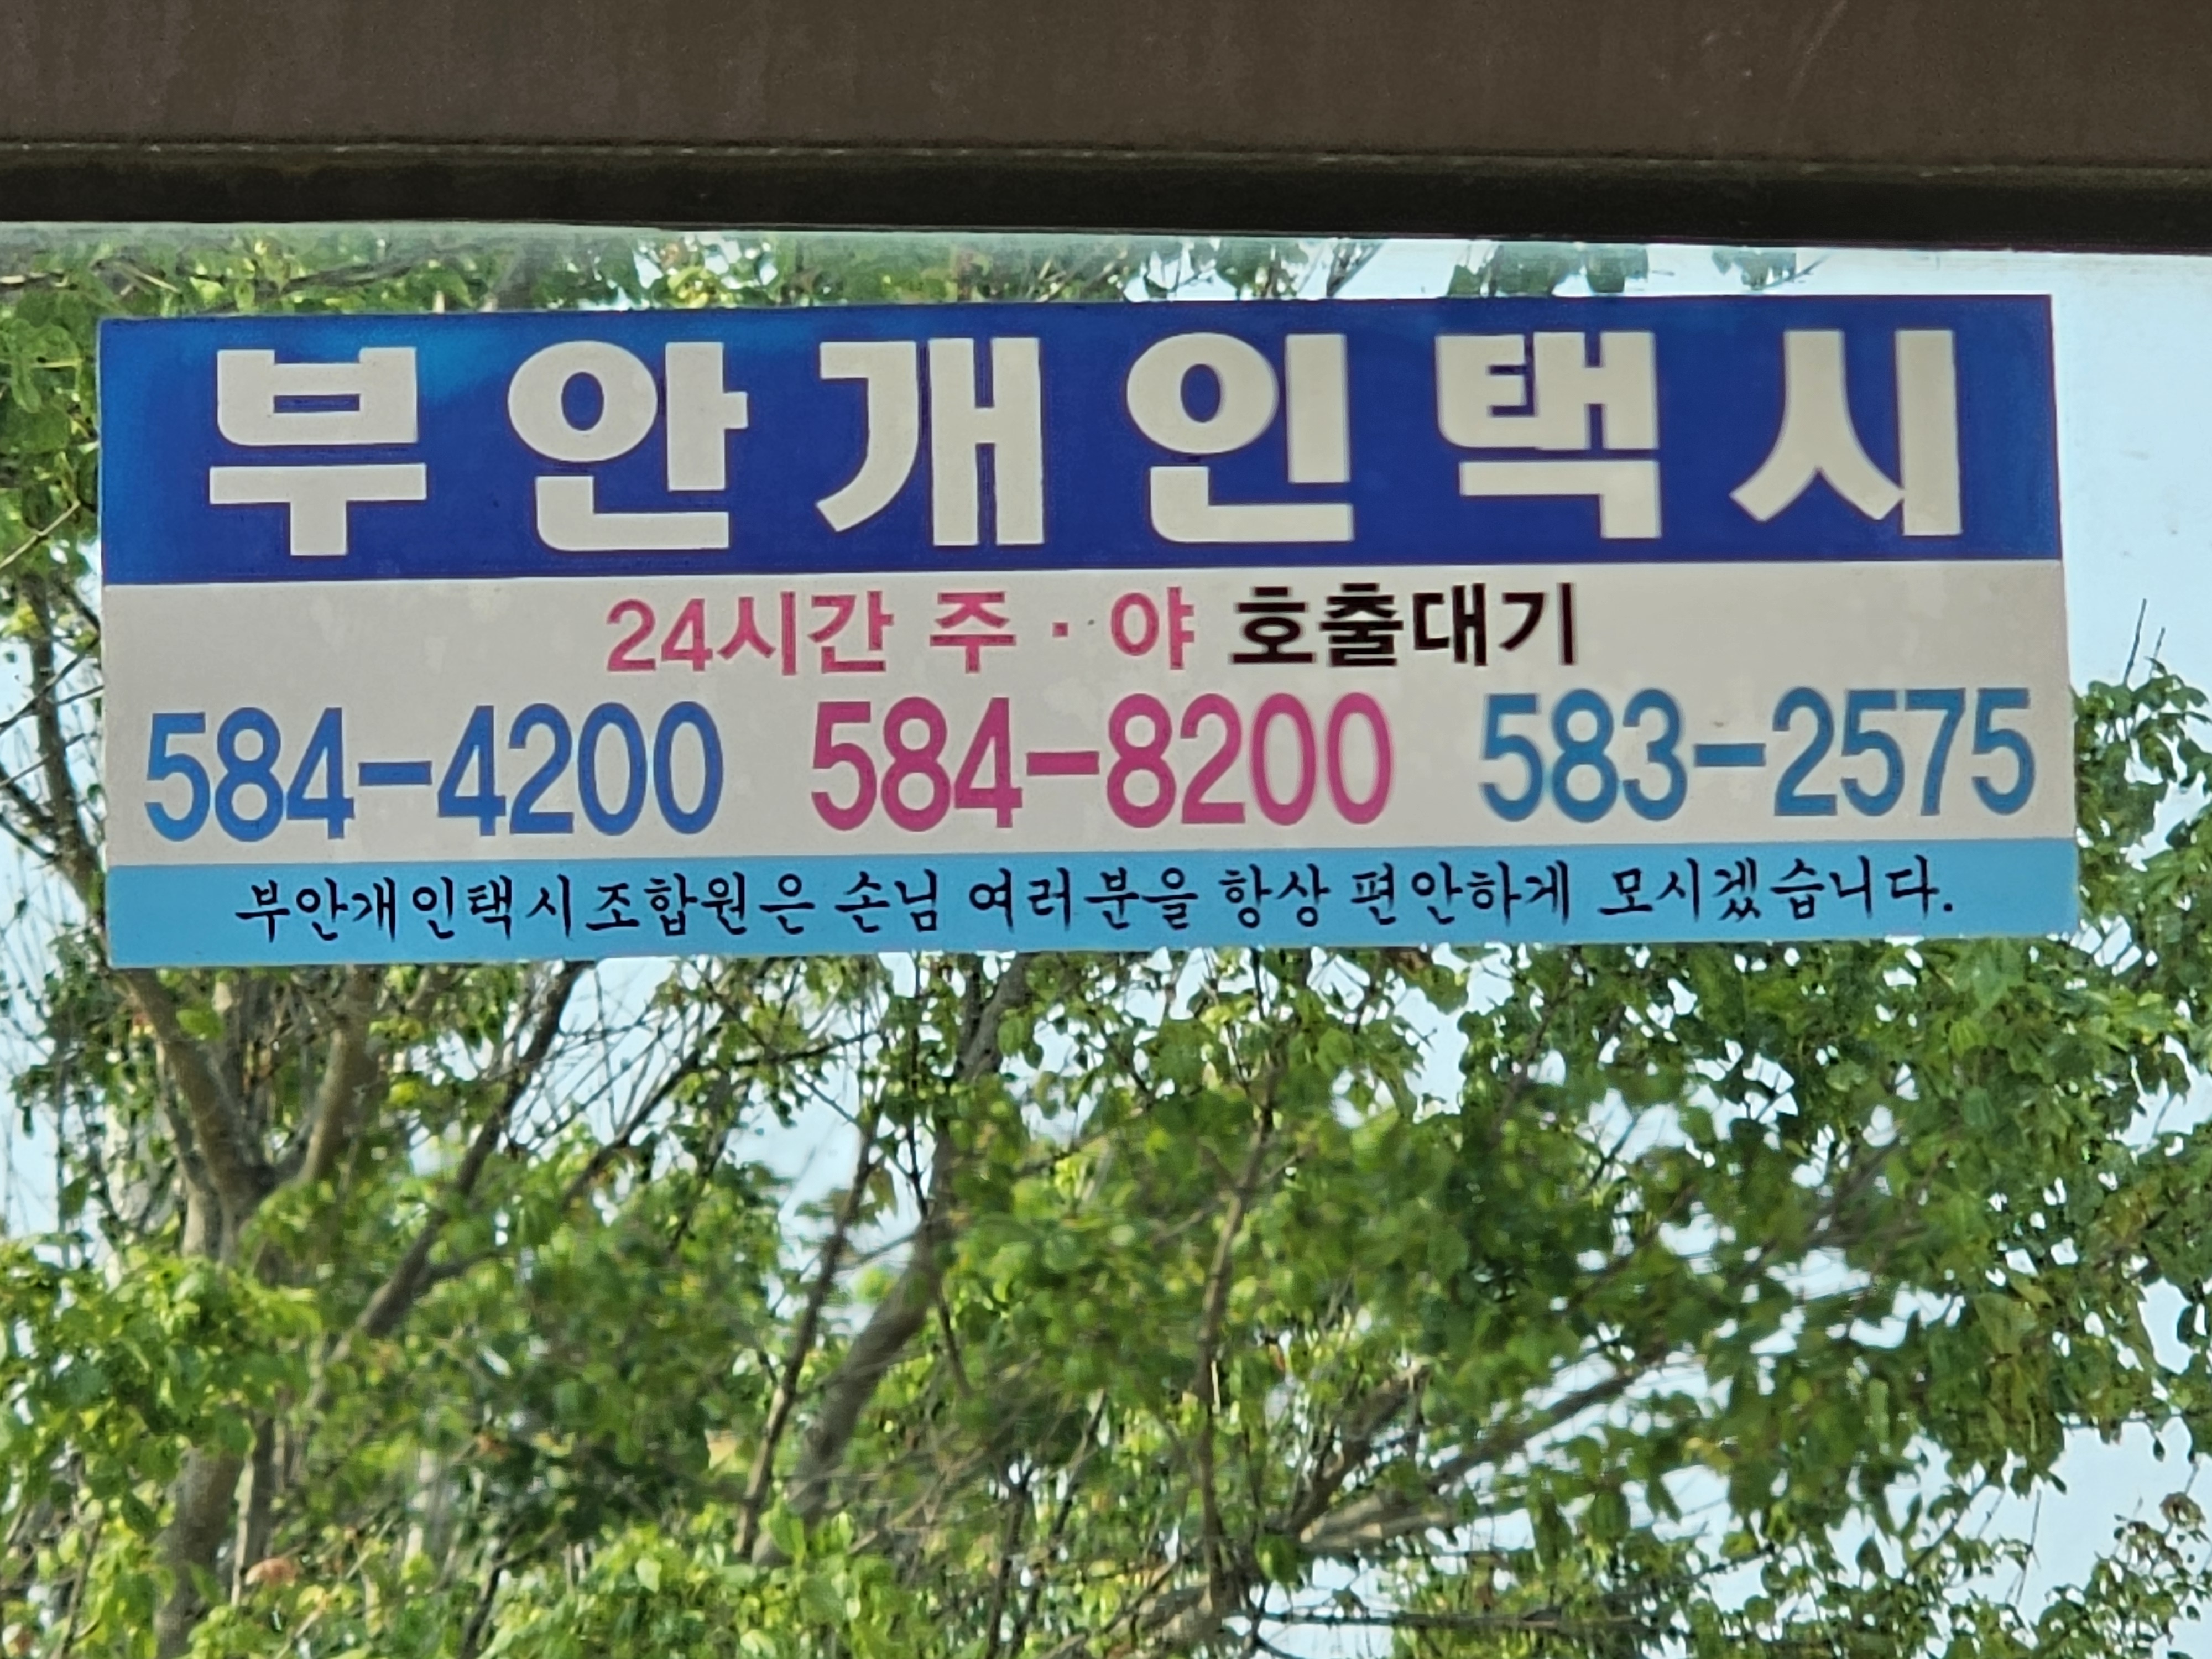 부안개인택시
24시간 주·야 호출대기
584-4200 584-8200 583-2575
부안개인택시조합원은 손님 여러분을 항상 편안하게 모시겠습니다.